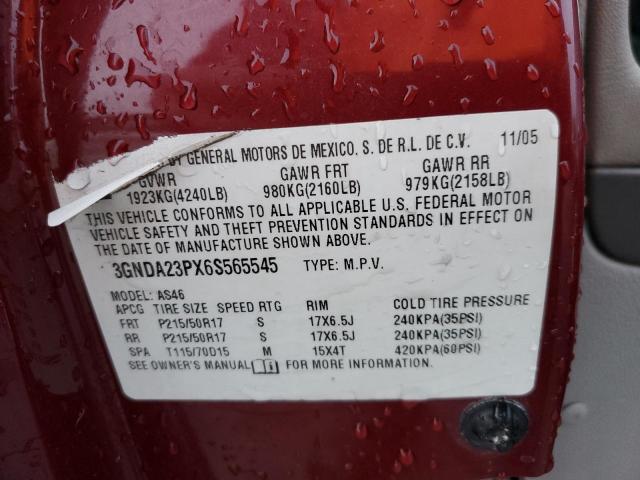 BY GENERAL MOTORS DE MEXICO. S. DE R.L. DE C.V. 11/05
GVWR GAWR FRT GAWR RR
1923KG(4240LB) 980KG(2160LB) 979KG(2158LB)
THIS VEHICLE CONFORMS TO ALL APPLICABLE U.S. FEDERAL MOTOR
VEHICLE SAFETY AND THEFT PREVENTION STANDARDS IN EFFECT ON
THE DATE OF MANUFACTURE SHOWN ABOVE.
3GNDA23PX6S565545 TYPE: M.P.V.
MODEL: AS46
APCG TIRE SIZE SPEED RTG RIM COLD TIRE PRESSURE
FRT P215/50R17 S 17X6.5J 240KPA(35PSI)
RR P215/50R17 S 17X6.5J 240KPA(35PSI)
SPA T115/70D15 M 15X4T 420KPA(60PSI)
SEE OWNER'S MANUAL FOR MORE INFORMATION.